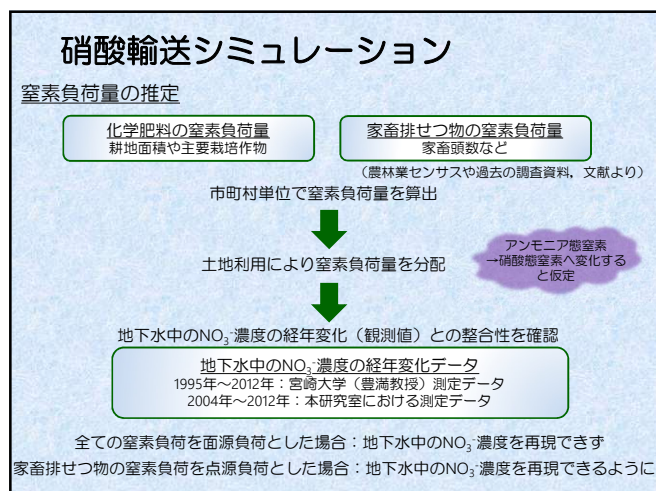 硝酸輸送シミュレーション
窒素負荷量の推定
化学肥料の窒素負荷量
耕地面積や主要栽培作物
家畜排せつ物の窒素負荷量
家畜頭数など
（農林業センサスや過去の調査資料，文献より）
市町村単位で窒素負荷量を算出
土地利用により窒素負荷量を分配
アンモニア態窒素
→硝酸態窒素へ変化する
と仮定
地下水中のNO₃⁻濃度の経年変化（観測値）との整合性を確認
地下水中のNO₃⁻濃度の経年変化データ
1995年～2012年：宮崎大学（豊満教授）測定データ
2004年～2012年：本研究室における測定データ
全ての窒素負荷を面源負荷とした場合：地下水中のNO₃⁻濃度を再現できず
家畜排せつ物の窒素負荷を点源負荷とした場合：地下水中のNO₃⁻濃度を再現できるように